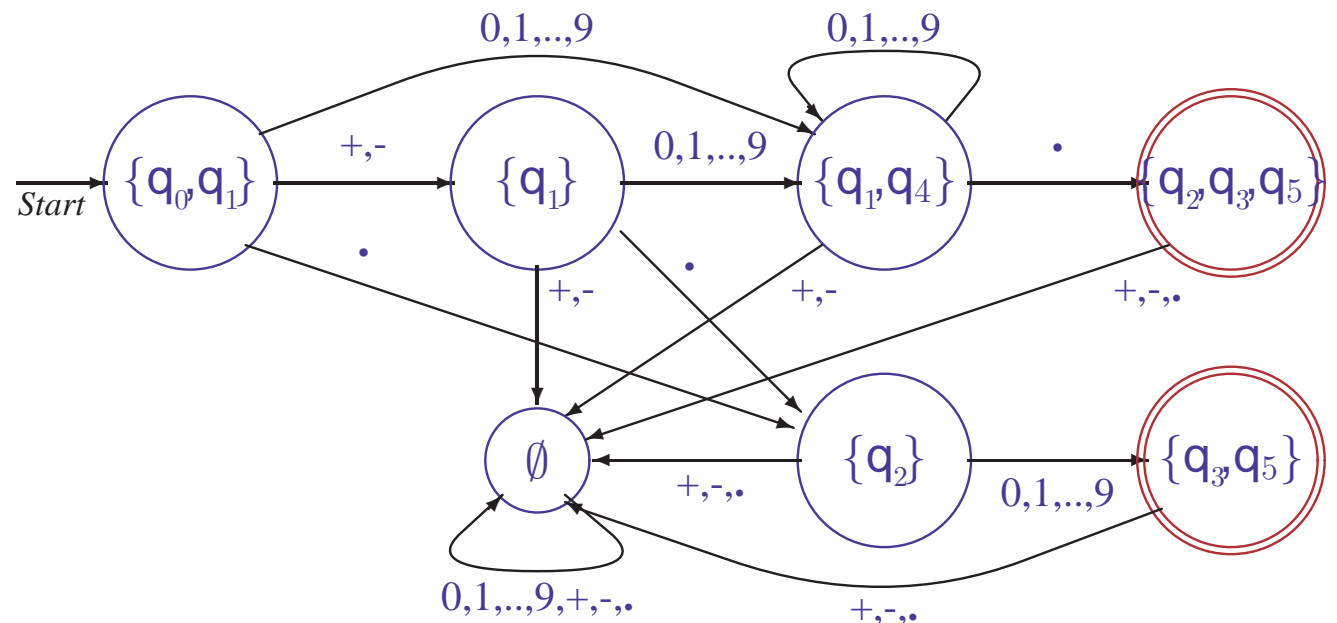 0,1,..,9
0,1,..,9
+,-
0,1,..,9
.
Start
{q0,q1}
{q1}
{q1,q4}
{q2,q3,q5}
.
.
+,-
+,-
+,-,.
∅
{q2}
{q3,q5}
+,-,.
0,1,..,9
0,1,..,9,+,-,.
+,-,.